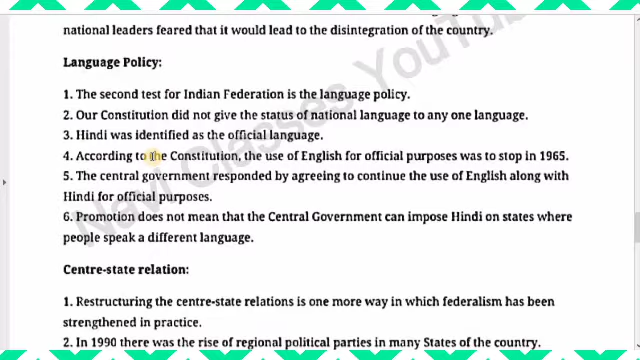 national leaders feared that it would lead to the disintegration of the country.
Language Policy:
1. The second test for Indian Federation is the language policy.
2. Our Constitution did not give the status of national language to any one language.
3. Hindi was identified as the official language.
4. According to the Constitution, the use of English for official purposes was to stop in 1965.
5. The central government responded by agreeing to continue the use of English along with
Hindi for official purposes.
6. Promotion does not mean that the Central Government can impose Hindi on states where
people speak a different language.
Centre-state relation:
1. Restructuring the centre-state relations is one more way in which federalism has been
strengthened in practice.
2. In 1990 there was the rise of regional political parties in many States of the country.
Navi Classes YouTube